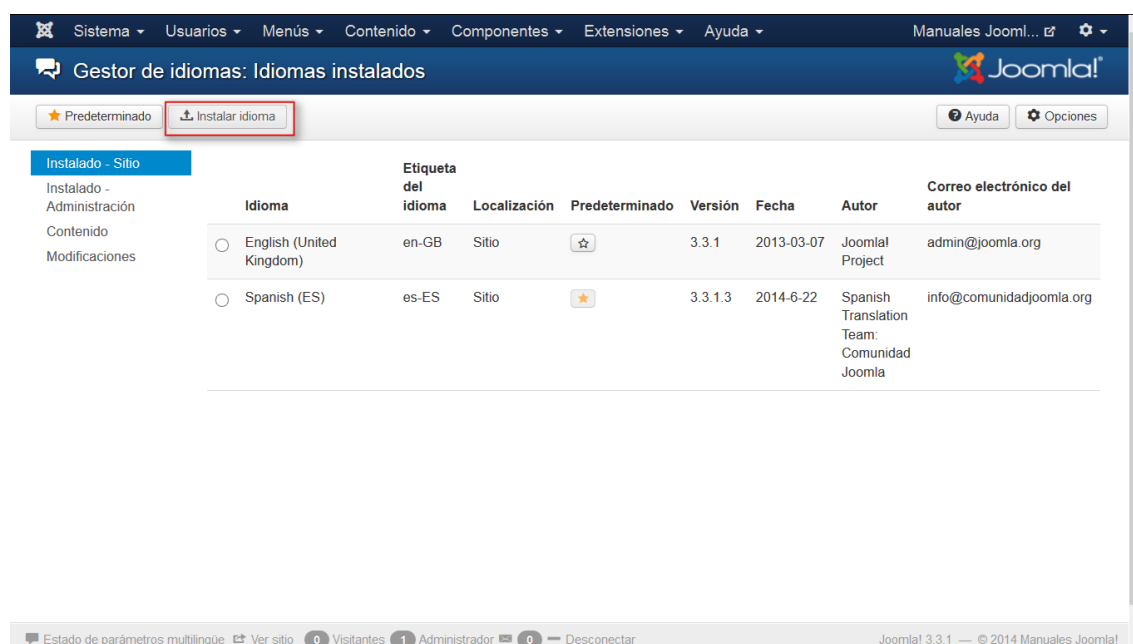 Sistema Usuarios Menús Contenido Componentes Extensiones Ayuda Manuales Jooml...
Gestor de idiomas: Idiomas instalados Joomla!®
Predeterminado Instalar idioma Ayuda Opciones
Instalado - Sitio
Instalado -
Administración
Contenido
Modificaciones
Idioma Etiqueta del idioma Localización Predeterminado Versión Fecha Autor Correo electrónico del autor
English (United en-GB Sitio 3.3.1 2013-03-07 Joomla! admin@joomla.org
Kingdom) Project
Spanish (ES) es-ES Sitio 3.3.1.3 2014-6-22 Spanish info@comunidadjoomla.org
Translation
Team:
Comunidad
Joomla
Estado de parámetros multilingüe Ver sitio 0 Visitantes 1 Administrador 0 Desconectar Joomla! 3.3.1 — © 2014 Manuales Joomla!